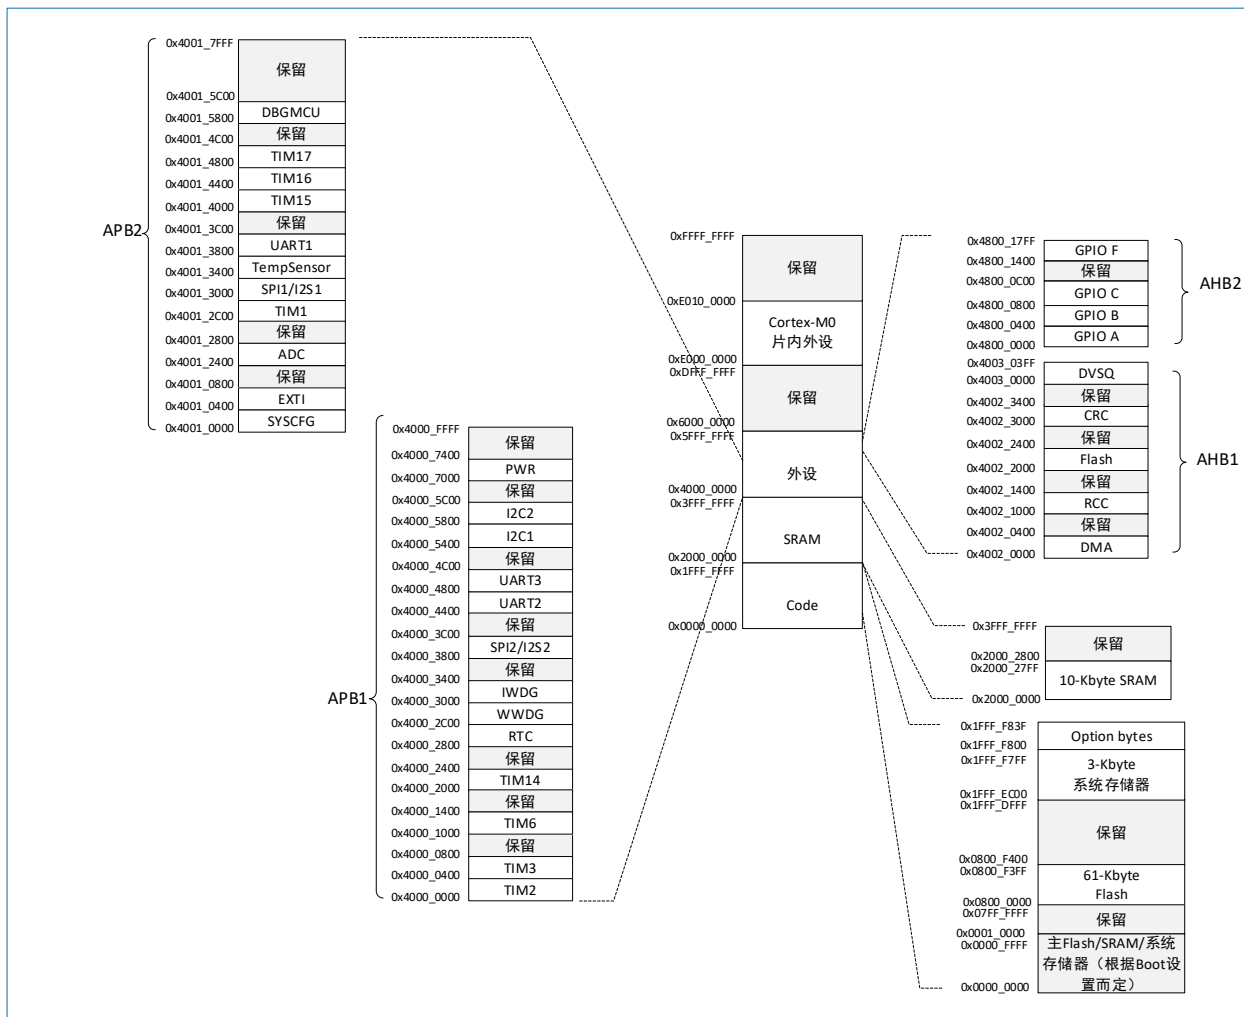 0x4001_7FFF
保留
0x4001_5C00
DBGMCU
0x4001_5800
保留
0x4001_4C00
TIM17
0x4001_4800
TIM16
0x4001_4400
TIM15
0x4001_4000
保留
0x4001_3C00
UART1
0x4001_3800
TempSensor
0x4001_3400
SPI1/I2S1
0x4001_3000
TIM1
0x4001_2C00
保留
0x4001_2800
ADC
0x4001_2400
保留
0x4001_0800
EXTI
0x4001_0400
SYSCFG
0x4001_0000
APB2
0x4000_FFFF
保留
0x4000_7400
PWR
0x4000_7000
保留
0x4000_5C00
I2C2
0x4000_5800
I2C1
0x4000_5400
保留
0x4000_4C00
UART3
0x4000_4800
UART2
0x4000_4400
保留
0x4000_3C00
SPI2/I2S2
0x4000_3800
保留
0x4000_3400
IWDG
0x4000_3000
WWDG
0x4000_2C00
RTC
0x4000_2800
保留
0x4000_2400
TIM14
0x4000_2000
保留
0x4000_1400
TIM6
0x4000_1000
保留
0x4000_0800
TIM3
0x4000_0400
TIM2
0x4000_0000
APB1
0xFFFF_FFFF
保留
0xE010_0000
Cortex-M0
片内外设
0xE000_0000
0xDFFF_FFFF
保留
0x6000_0000
0x5FFF_FFFF
外设
0x4000_0000
0x3FFF_FFFF
SRAM
0x2000_0000
0x1FFF_FFFF
Code
0x0000_0000
0x4800_17FF
GPIO F
0x4800_1400
保留
0x4800_0C00
GPIO C
0x4800_0800
GPIO B
0x4800_0400
GPIO A
0x4800_0000
AHB2
0x4003_03FF
DVSQ
0x4003_0000
保留
0x4002_3400
CRC
0x4002_3000
保留
0x4002_2400
Flash
0x4002_2000
保留
0x4002_1400
RCC
0x4002_1000
保留
0x4002_0400
DMA
0x4002_0000
AHB1
0x3FFF_FFFF
保留
0x2000_2800
0x2000_27FF
10-Kbyte SRAM
0x2000_0000
0x1FFF_F83F
Option bytes
0x1FFF_F800
0x1FFF_F7FF
3-Kbyte
系统存储器
0x1FFF_EC00
0x1FFF_DFFF
保留
0x0800_F400
0x0800_F3FF
61-Kbyte
Flash
0x0800_0000
0x07FF_FFFF
保留
0x0001_0000
0x0000_FFFF
主Flash/SRAM/系统
存储器（根据Boot设
置而定）
0x0000_0000